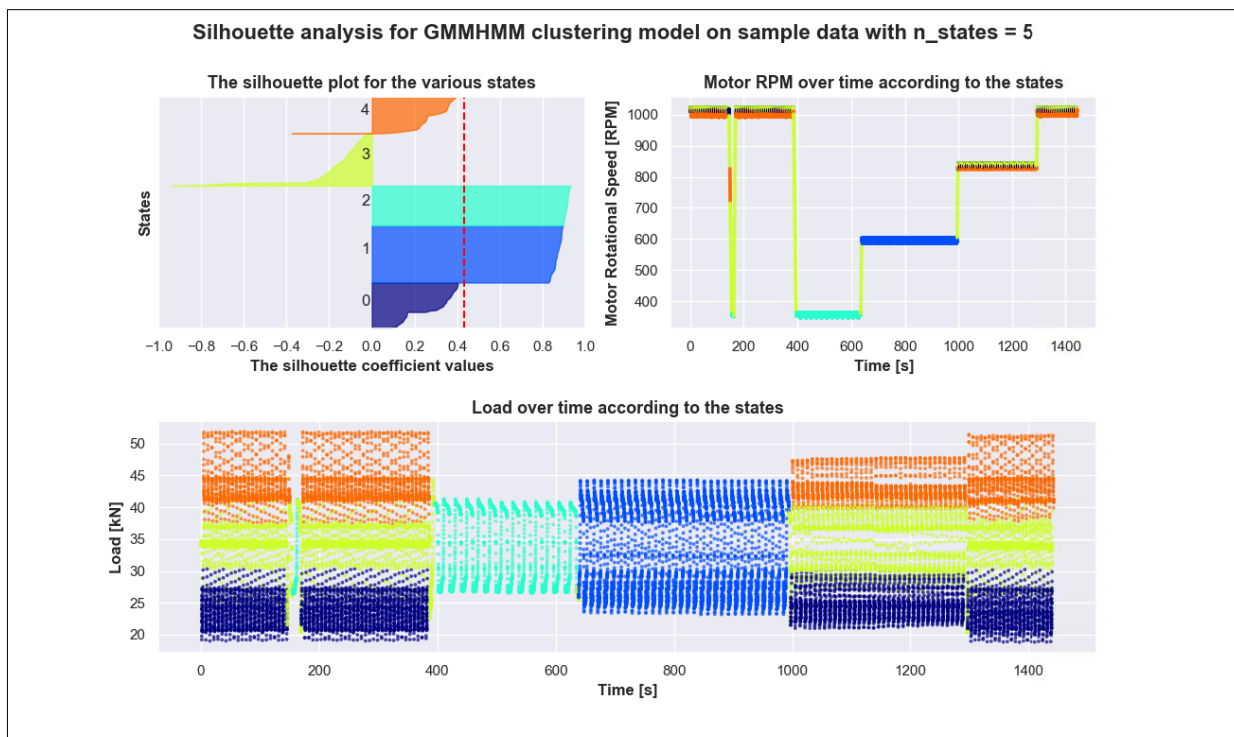 Silhouette analysis for GMMHMM clustering model on sample data with n_states = 5
The silhouette plot for the various states
States
4
3
2
1
0
−1.0 −0.8 −0.6 −0.4 −0.2 0.0 0.2 0.4 0.6 0.8 1.0
The silhouette coefficient values
Motor RPM over time according to the states
Motor Rotational Speed [RPM]
1000
900
800
700
600
500
400
0 200 400 600 800 1000 1200 1400
Time [s]
Load over time according to the states
Load [kN]
50
45
40
35
30
25
20
0 200 400 600 800 1000 1200 1400
Time [s]